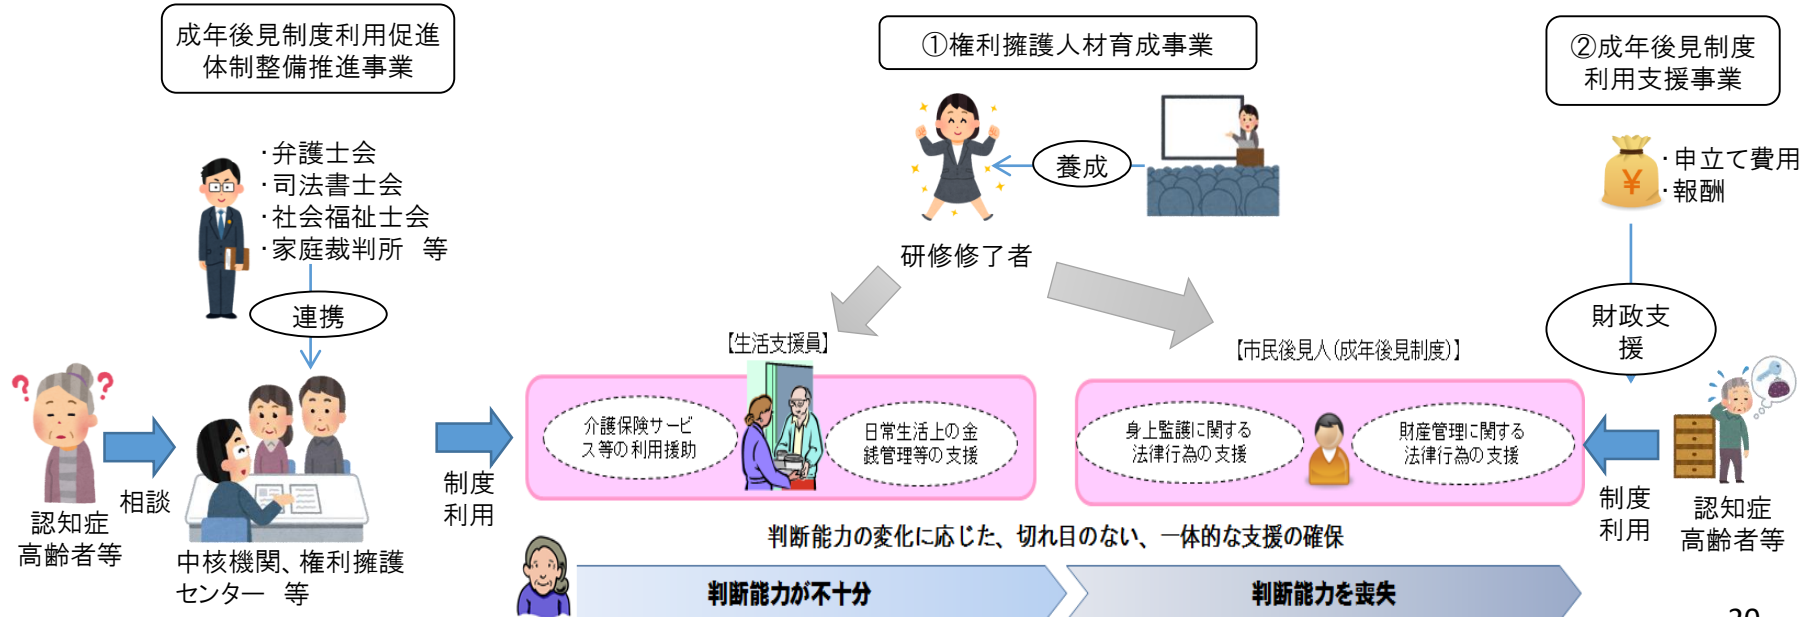 成年後見制度利用促進
体制整備推進事業
・弁護士会
・司法書士会
・社会福祉士会
・家庭裁判所　等
連携
認知症
高齢者等
相談
中核機関、権利擁護
センター　等
制度
利用
①権利擁護人材育成事業
養成
研修修了者
【生活支援員】
介護保険サービ
ス等の利用援助
日常生活上の金
銭管理等の支援
【市民後見人（成年後見制度）】
身上監護に関する
法律行為の支援
財産管理に関する
法律行為の支援
②成年後見制度
利用支援事業
¥
・申立て費用
・報酬
財政支
援
制度
利用
認知症
高齢者等
判断能力の変化に応じた、切れ目のない、一体的な支援の確保
判断能力が不十分
判断能力を喪失